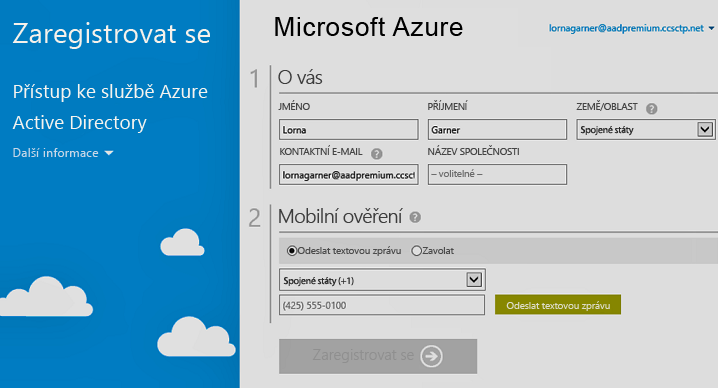 Zaregistrovat se
Přístup ke službě Azure
Active Directory
Další informace
Microsoft Azure
lornagarner@aadpremium.ccsctp.net
1 O vás
JMÉNO PŘÍJMENÍ ZEMĚ/OBLAST ?
Lorna Garner Spojené státy
KONTAKTNÍ E-MAIL ? NÁZEV SPOLEČNOSTI
lornagarner@aadpremium.ccsct – volitelné –
2 Mobilní ověření ?
Odeslat textovou zprávu Zavolat
Spojené státy (+1)
(425) 555-0100 Odeslat textovou zprávu
Zaregistrovat se